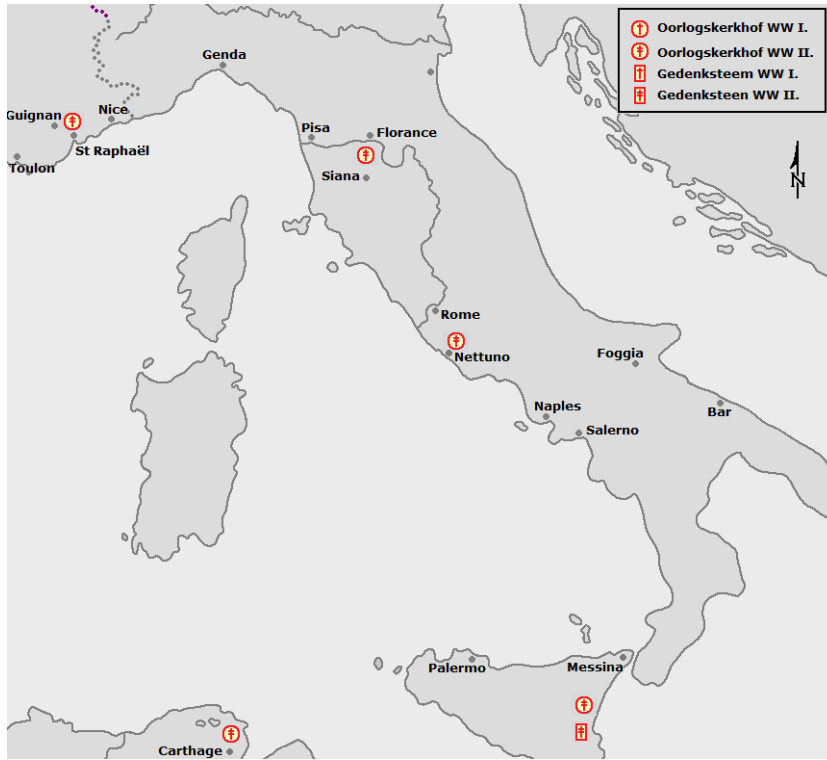 Oorlogskerkhof WW I.
Oorlogskerkhof WW II.
Gedenksteem WW I.
Gedenksteen WW II.
N
Genda
Guignan
Nice
St Raphaël
Toulon
Pisa
Florance
Siana
Rome
Nettuno
Foggia
Naples
Salerno
Bar
Palermo
Messina
Carthage